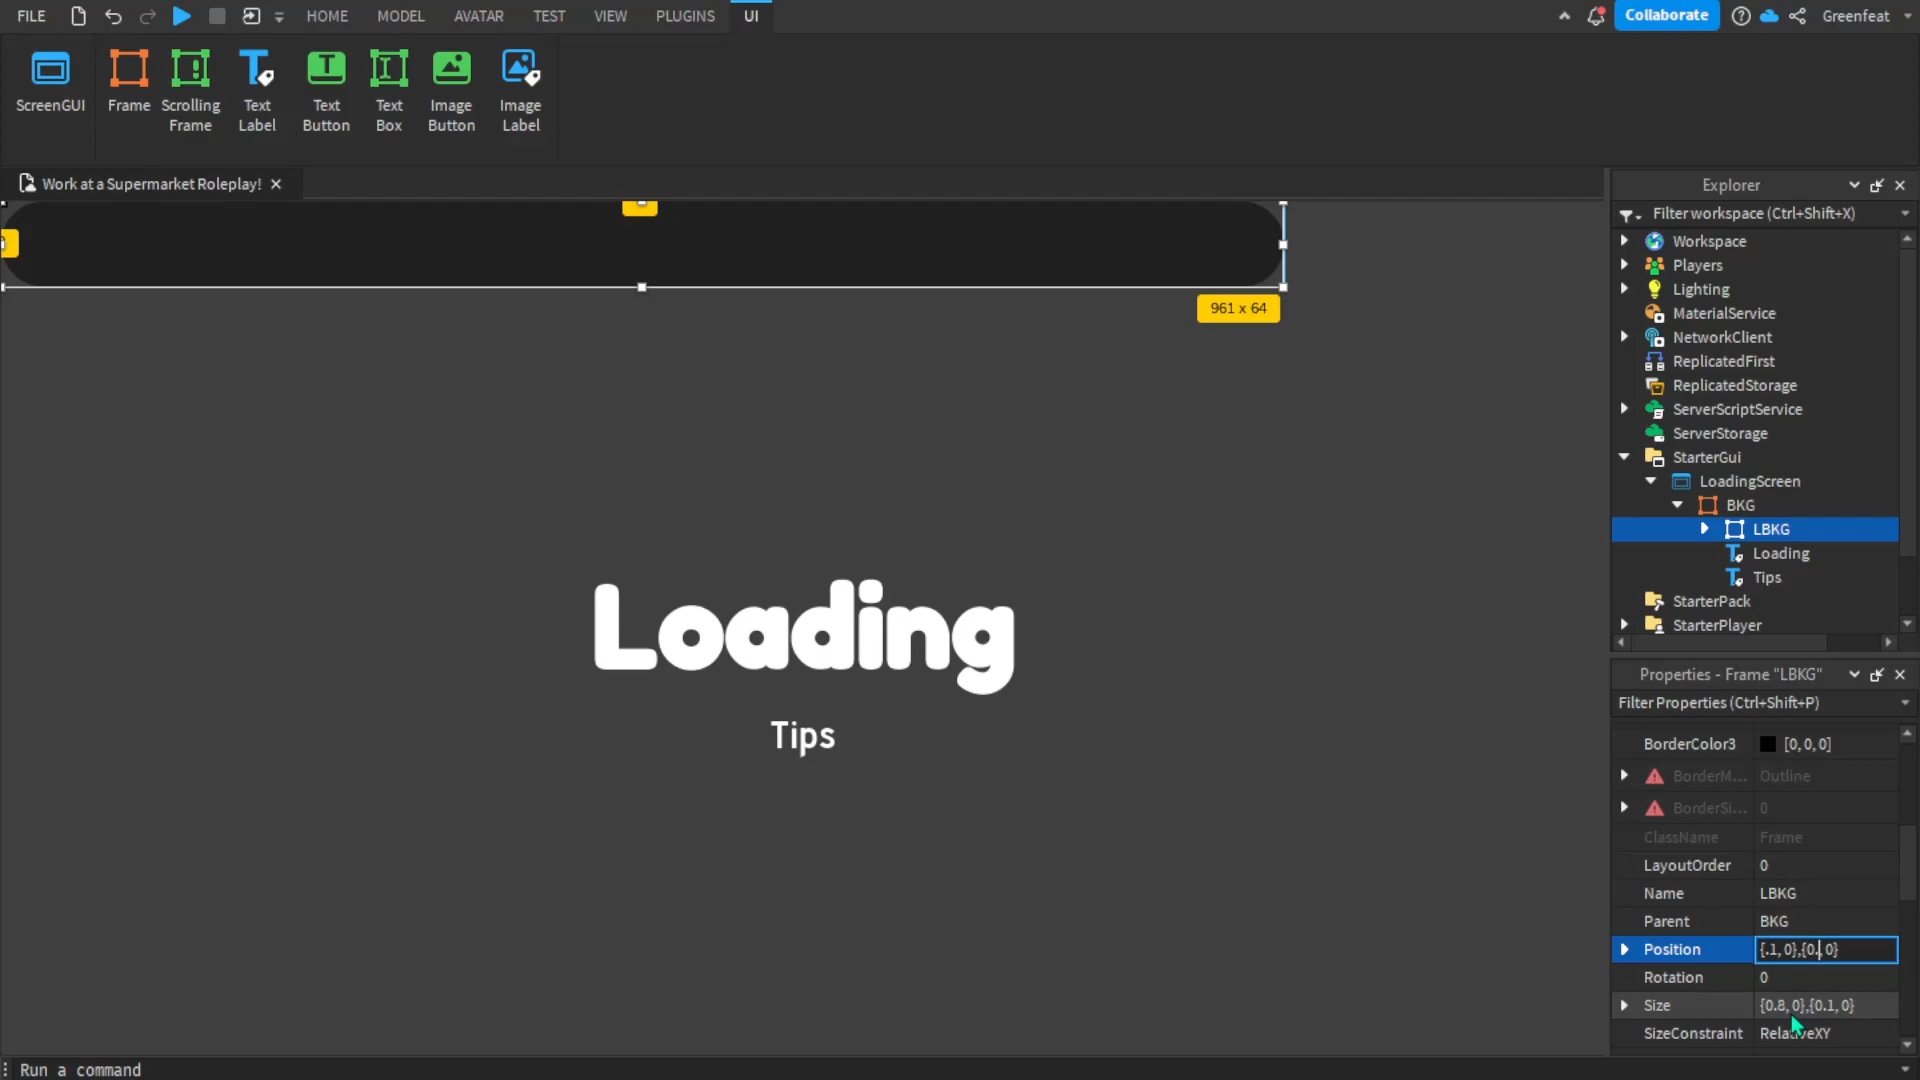 FILE HOME MODEL AVATAR TEST VIEW PLUGINS UI Collaborate Greenfeat
ScreenGUI Frame Scrolling Frame Text Label Text Button Text Box Image Button Image Label
Work at a Supermarket Roleplay!
961 x 64
Loading
Tips
Explorer
Filter workspace (Ctrl+Shift+X)
Workspace
Players
Lighting
MaterialService
NetworkClient
ReplicatedFirst
ReplicatedStorage
ServerScriptService
ServerStorage
StarterGui
LoadingScreen
BKG
LBKG
Loading
Tips
StarterPack
StarterPlayer
Properties - Frame "LBKG"
Filter Properties (Ctrl+Shift+P)
BorderColor3 [0, 0, 0]
BorderM... Outline
BorderSi... 0
ClassName Frame
LayoutOrder 0
Name LBKG
Parent BKG
Position {.1, 0},{0., 0}
Rotation 0
Size {0.8, 0},{0.1, 0}
SizeConstraint RelativeXY
Run a command